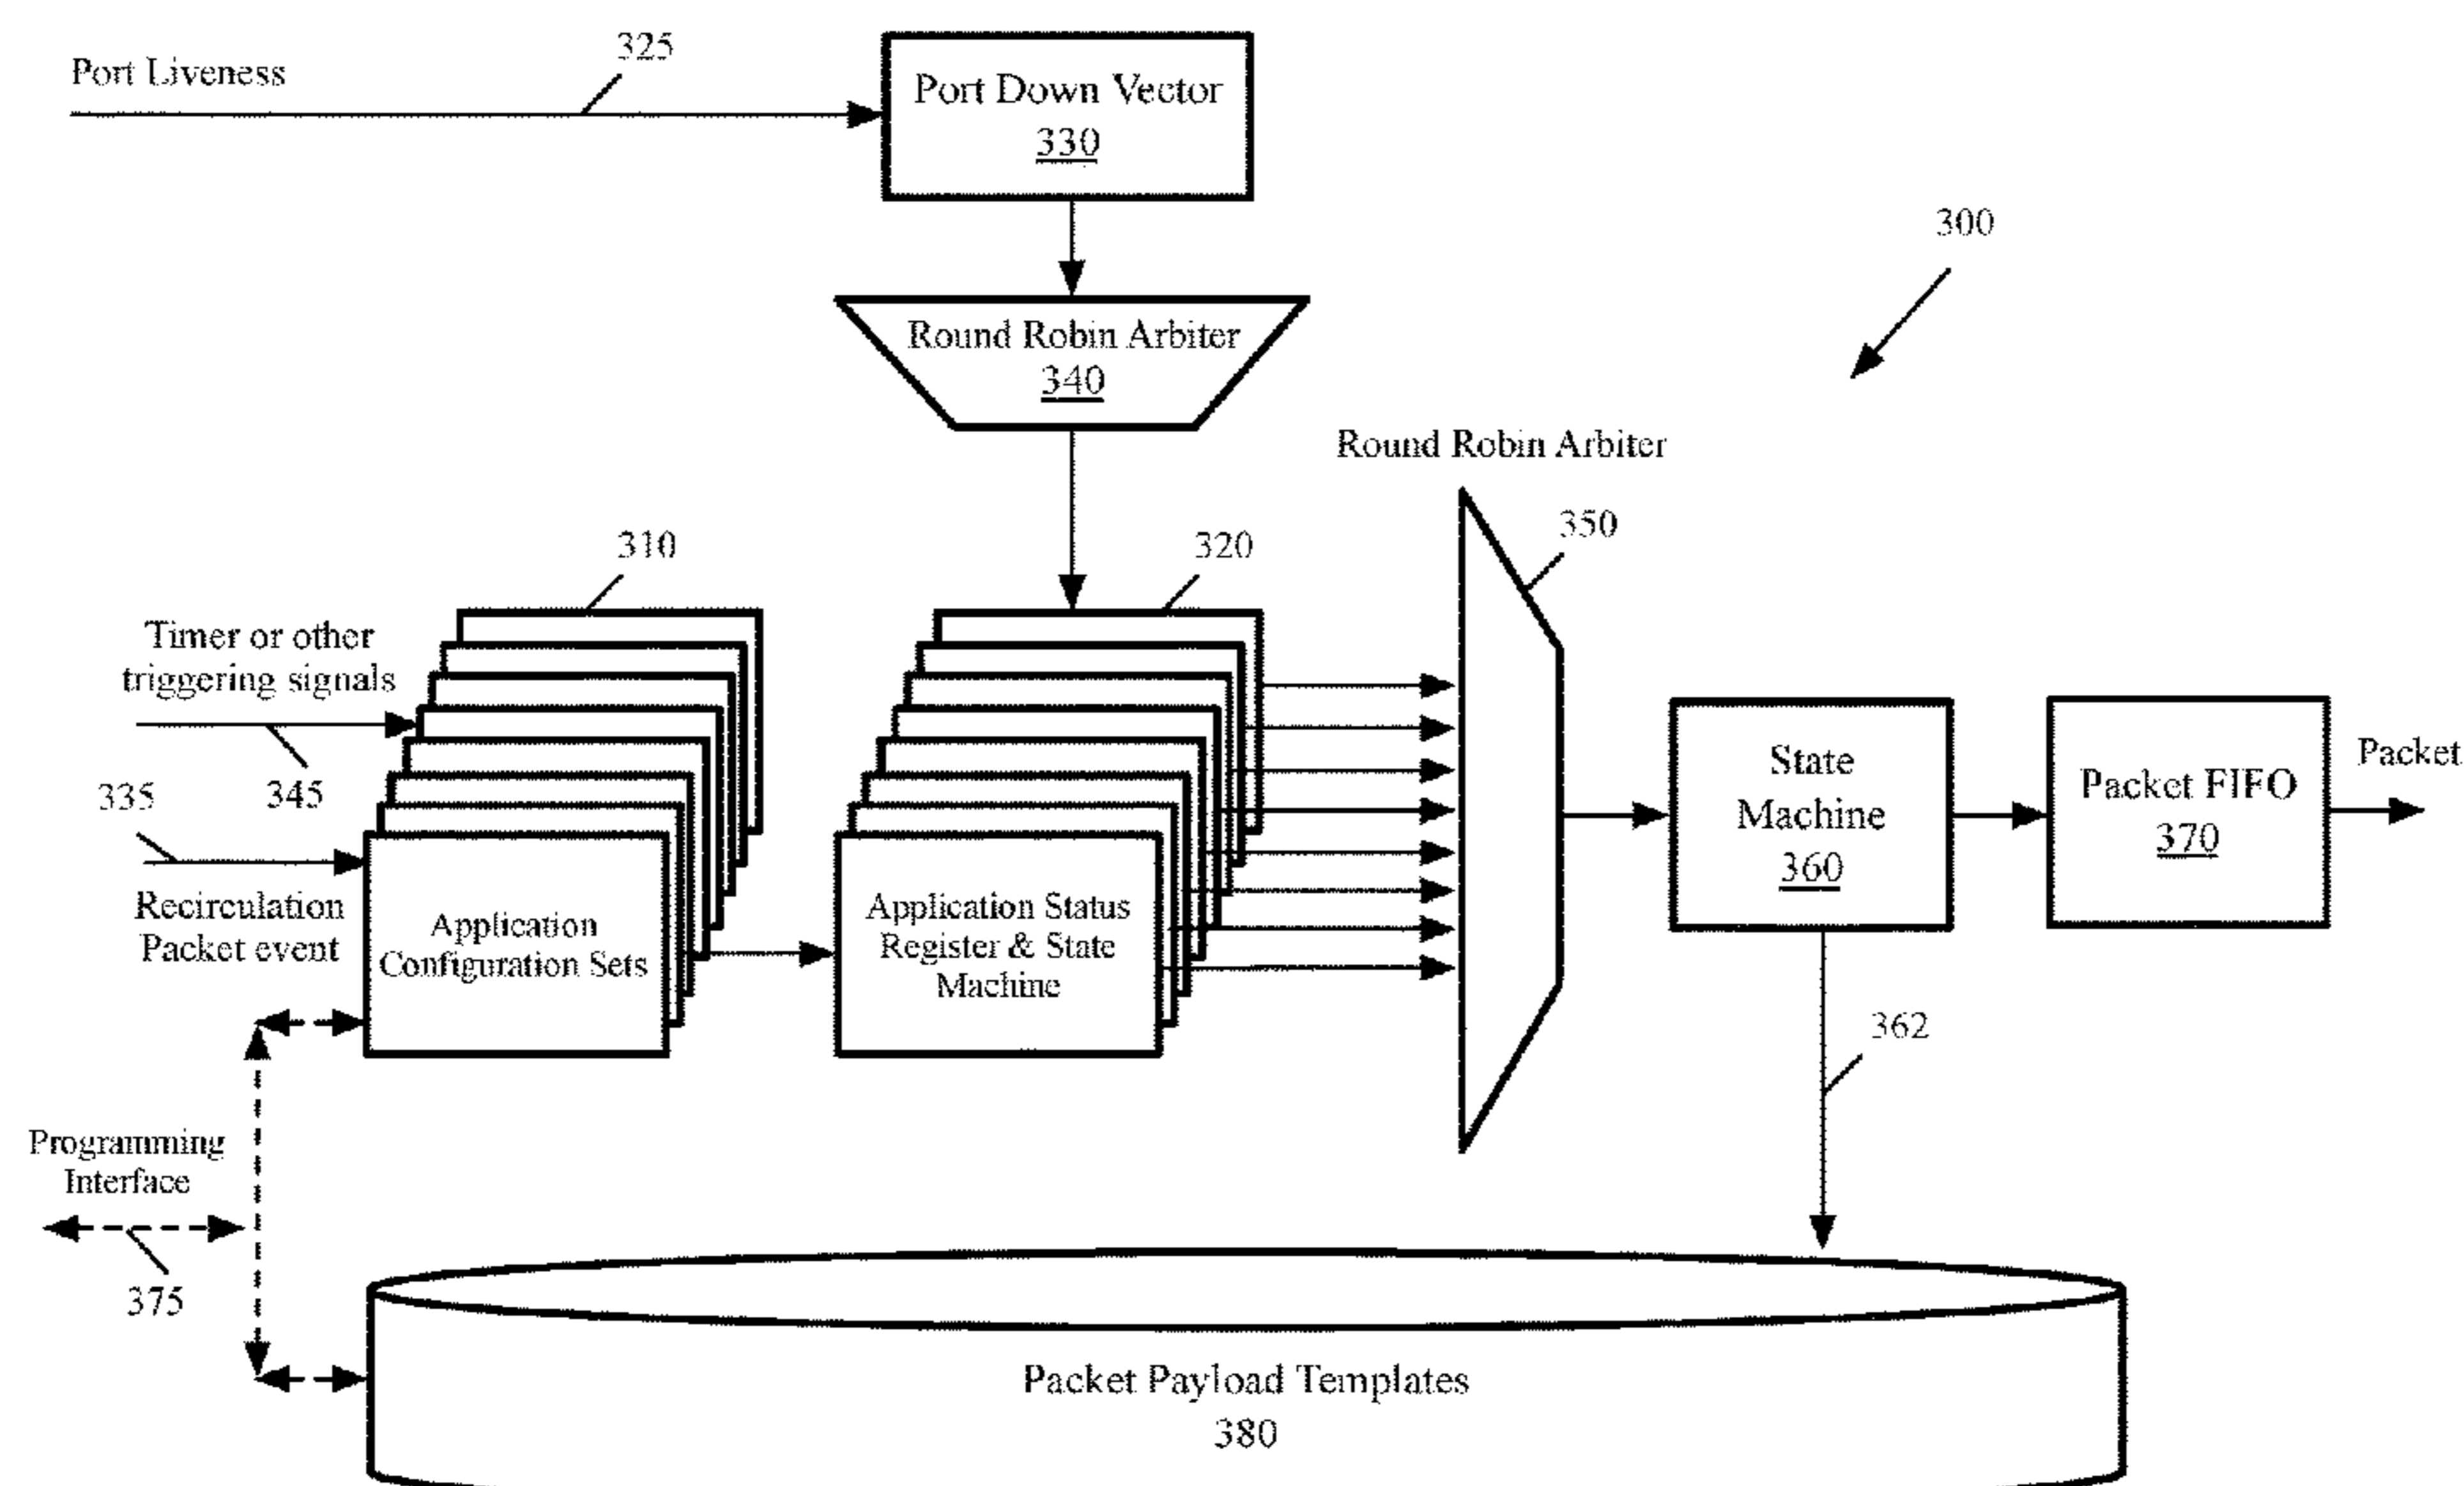 Port Liveness
325
Port Down Vector
330
300
Round Robin Arbiter
340
Round Robin Arbiter
350
310
320
Timer or other
triggering signals
345
335
Recirculation
Packet event
Application
Configuration Sets
Application Status
Register & State
Machine
State
Machine
360
Packet FIFO
370
Packet
362
Programming
Interface
375
Packet Payload Templates
380